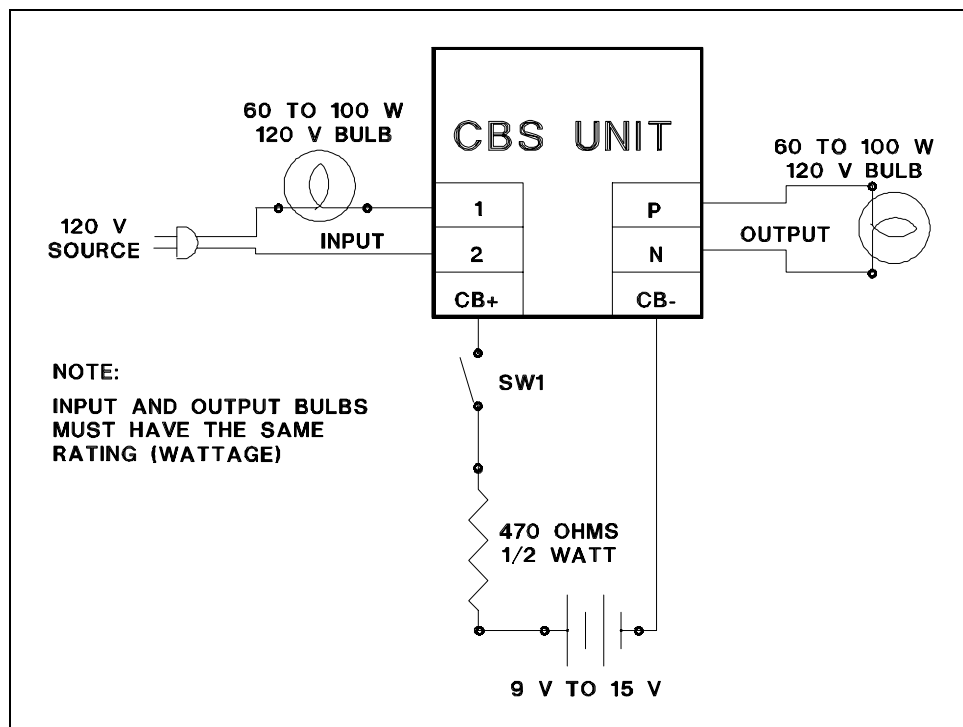 60 TO 100 W
120 V BULB
CBS UNIT
60 TO 100 W
120 V BULB
1
P
120 V
SOURCE
INPUT
OUTPUT
2
N
CB+
CB-
SW1
NOTE:
INPUT AND OUTPUT BULBS
MUST HAVE THE SAME
RATING (WATTAGE)
470 OHMS
1/2 WATT
9 V TO 15 V